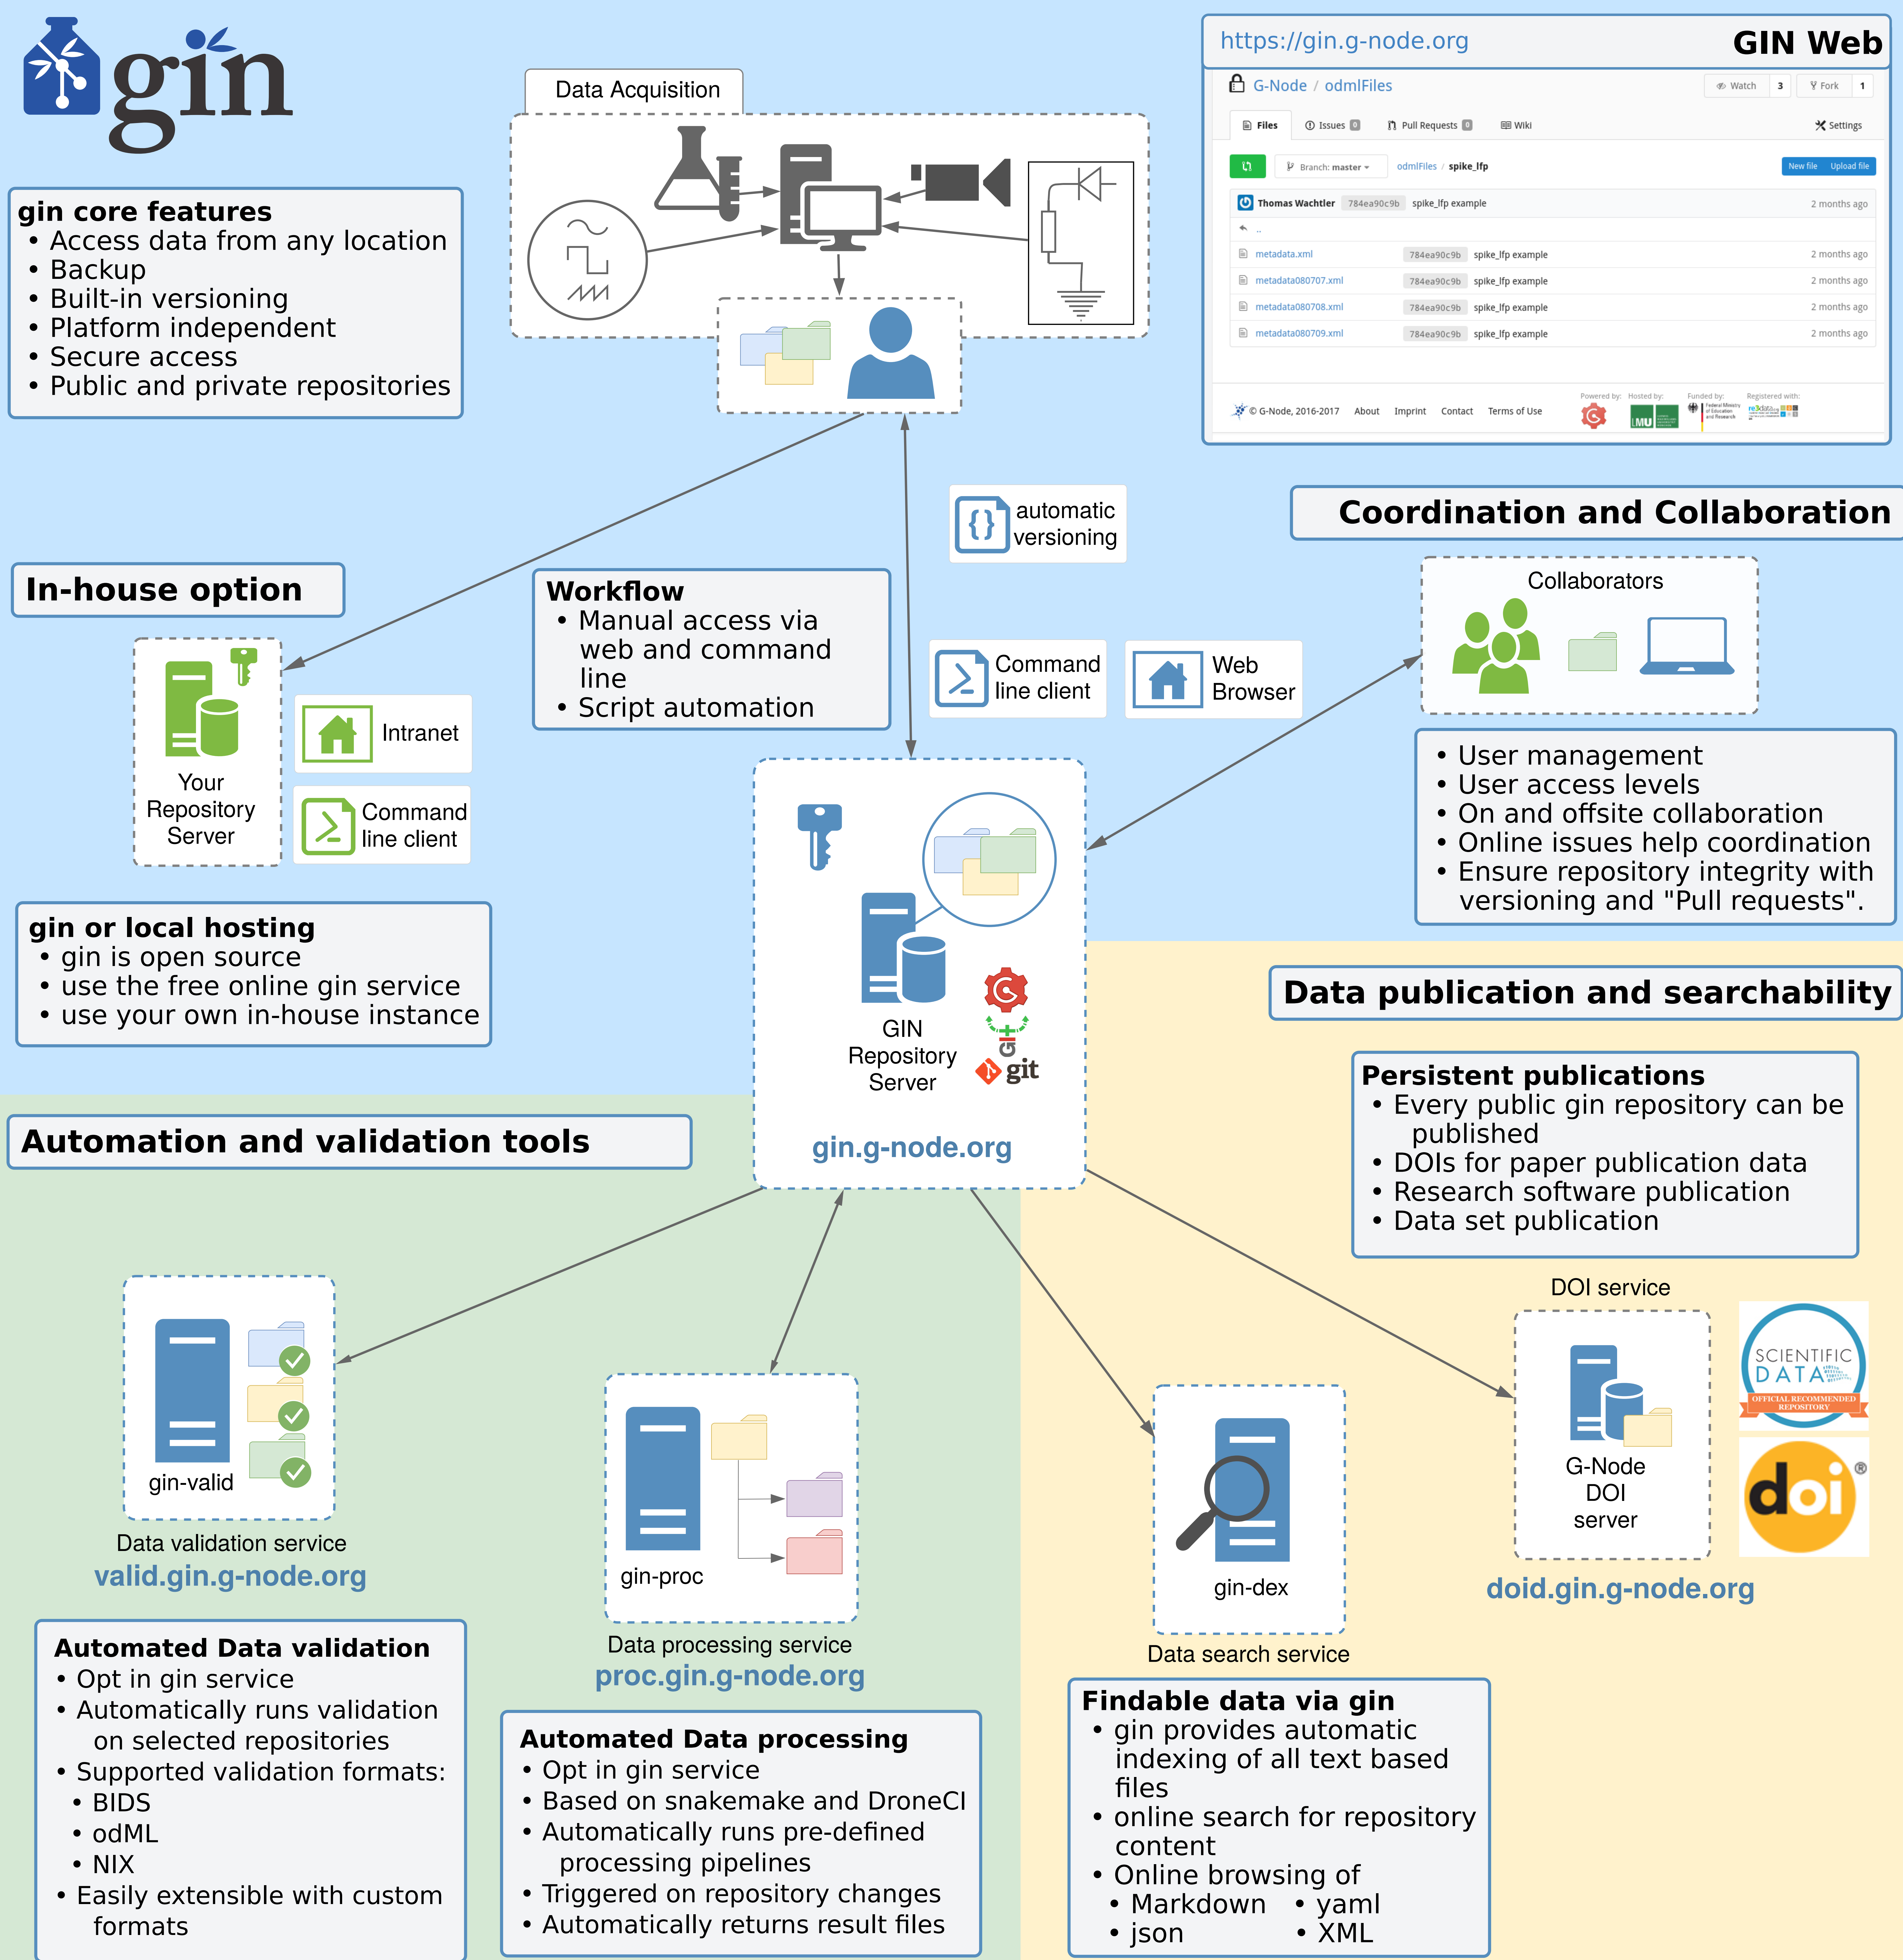 gin
gin core features
• Access data from any location
• Backup
• Built-in versioning
• Platform independent
• Secure access
• Public and private repositories
Data Acquisition
https://gin.g-node.org
GIN Web
G-Node / odmlFiles
Watch 3
Fork 1
Files
Issues 0
Pull Requests 0
Wiki
Settings
Branch: master
odmlFiles / spike_lfp
New file
Upload file
Thomas Wachtler 784ea90c9b spike_lfp example 2 months ago
..
metadata.xml 784ea90c9b spike_lfp example 2 months ago
metadata080707.xml 784ea90c9b spike_lfp example 2 months ago
metadata080708.xml 784ea90c9b spike_lfp example 2 months ago
metadata080709.xml 784ea90c9b spike_lfp example 2 months ago
© G-Node, 2016-2017 About Imprint Contact Terms of Use
Powered by:
Hosted by:
LMU
Funded by:
Federal Ministry
of Education
and Research
Registered with:
automatic
versioning
Coordination and Collaboration
Collaborators
In-house option
Workflow
• Manual access via
web and command
line
• Script automation
Command
line client
Web
Browser
Your
Repository
Server
Intranet
Command
line client
• User management
• User access levels
• On and offsite collaboration
• Online issues help coordination
• Ensure repository integrity with
versioning and "Pull requests".
gin or local hosting
• gin is open source
• use the free online gin service
• use your own in-house instance
GIN
Repository
Server
git
gin.g-node.org
Data publication and searchability
Persistent publications
• Every public gin repository can be
published
• DOIs for paper publication data
• Research software publication
• Data set publication
Automation and validation tools
gin-valid
Data validation service
valid.gin.g-node.org
gin-proc
Data processing service
proc.gin.g-node.org
gin-dex
Data search service
DOI service
G-Node
DOI
server
doid.gin.g-node.org
SCIENTIFIC
DATA
OFFICIAL RECOMMENDED
REPOSITORY
doi®
Automated Data validation
• Opt in gin service
• Automatically runs validation
on selected repositories
• Supported validation formats:
• BIDS
• odML
• NIX
• Easily extensible with custom
formats
Automated Data processing
• Opt in gin service
• Based on snakemake and DroneCI
• Automatically runs pre-defined
processing pipelines
• Triggered on repository changes
• Automatically returns result files
Findable data via gin
• gin provides automatic
indexing of all text based
files
• online search for repository
content
• Online browsing of
• Markdown • yaml
• json • XML